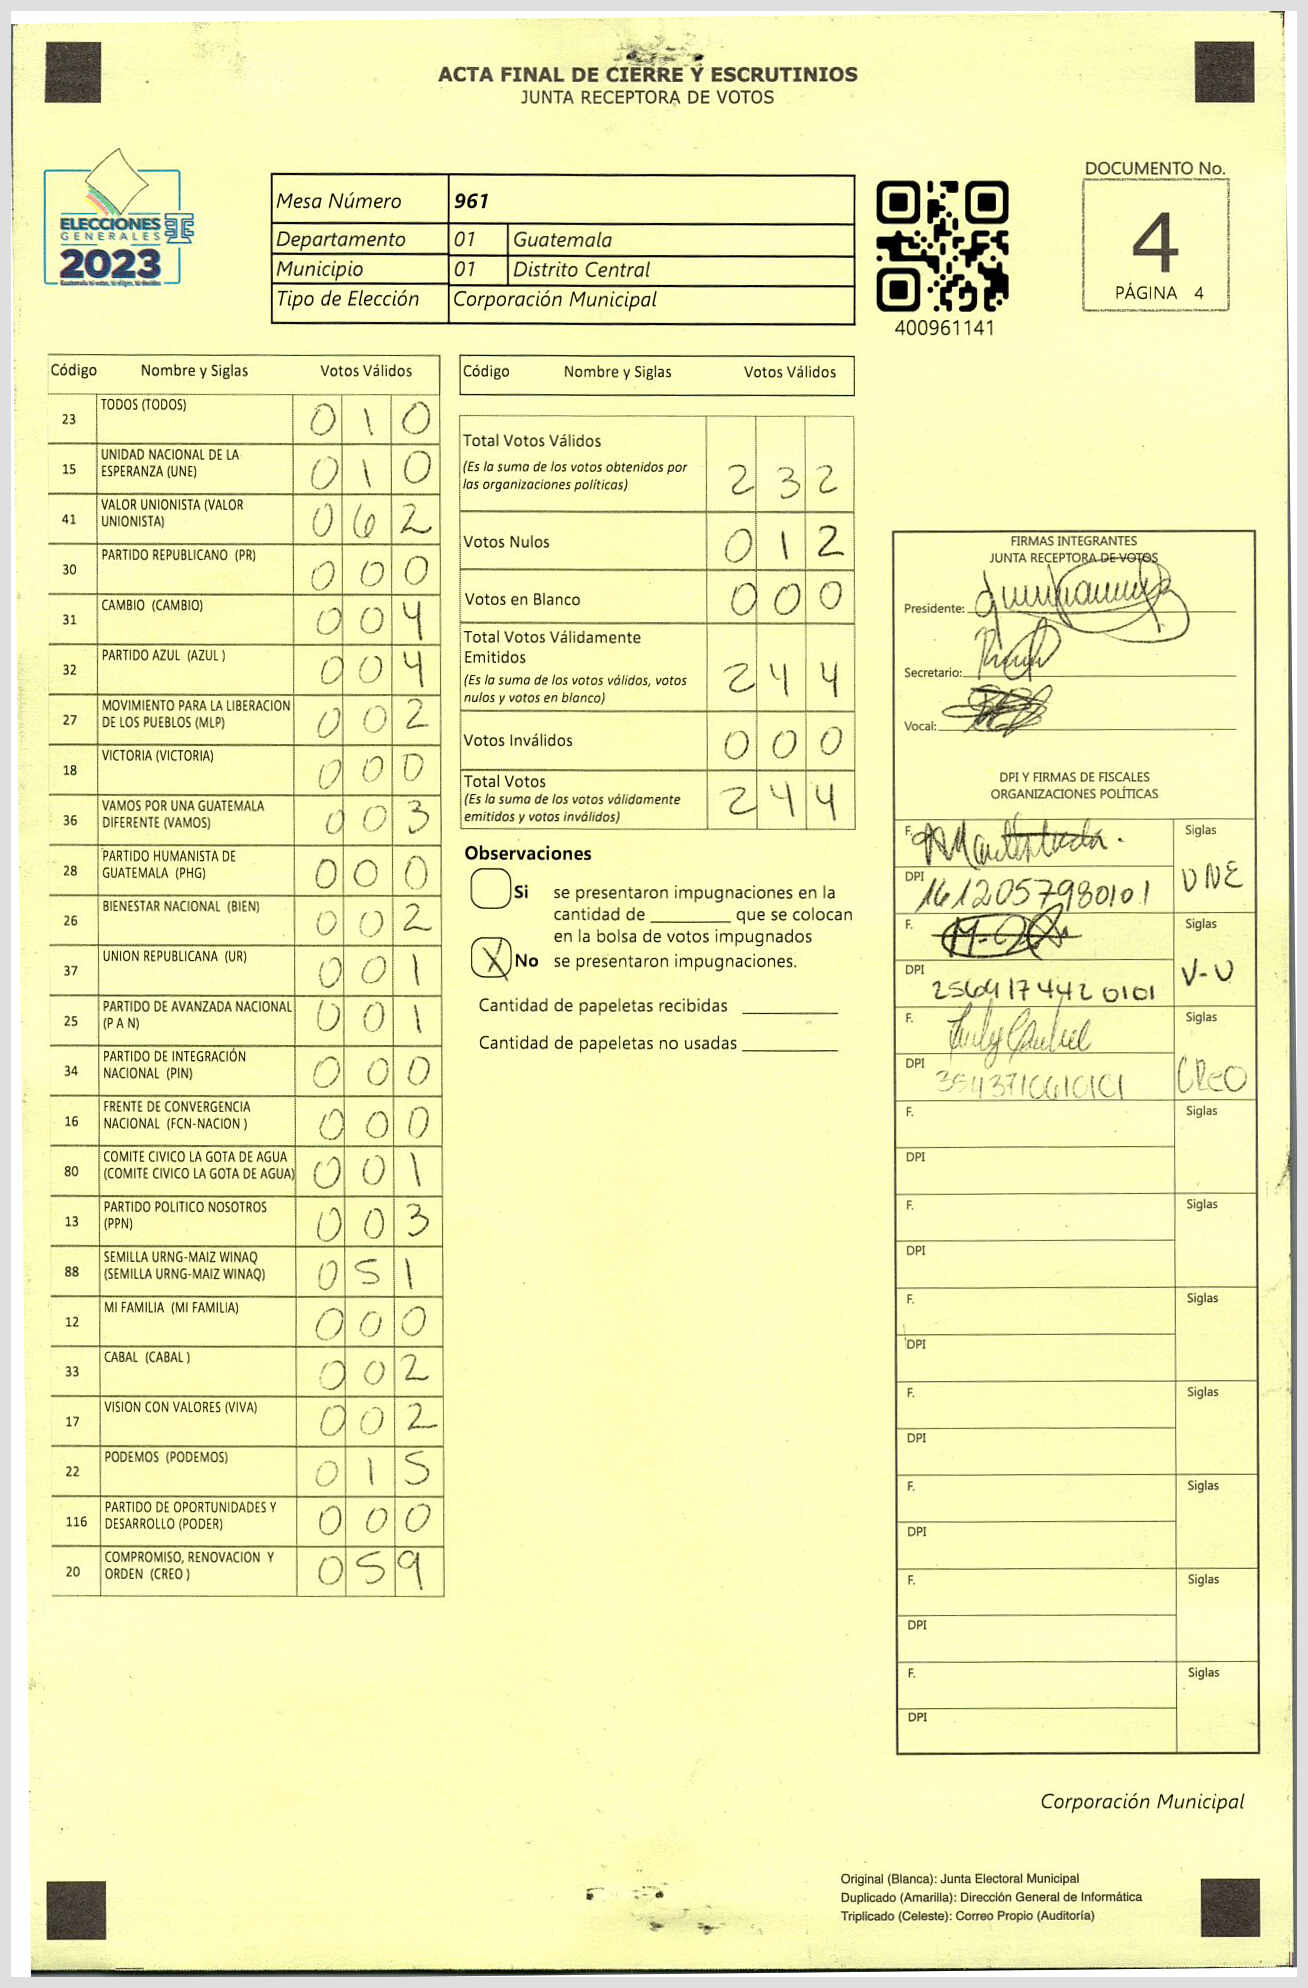 ACTA FINAL DE CIERRE Y ESCRUTINIOS
JUNTA RECEPTORA DE VOTOS
ELECCIONES
GENERALES
2023
Mesa Número 961
Departamento 01 Guatemala
Municipio 01 Distrito Central
Tipo de Elección Corporación Municipal
400961141
DOCUMENTO No.
4
PÁGINA 4
Código Nombre y Siglas Votos Válidos
23 TODOS (TODOS) 0 1 0
15 UNIDAD NACIONAL DE LA
ESPERANZA (UNE) 0 1 0
41 VALOR UNIONISTA (VALOR
UNIONISTA) 0 6 2
30 PARTIDO REPUBLICANO (PR) 0 0 0
31 CAMBIO (CAMBIO) 0 0 4
32 PARTIDO AZUL (AZUL ) 0 0 4
27 MOVIMIENTO PARA LA LIBERACION
DE LOS PUEBLOS (MLP) 0 0 2
18 VICTORIA (VICTORIA) 0 0 0
36 VAMOS POR UNA GUATEMALA
DIFERENTE (VAMOS) 0 0 3
28 PARTIDO HUMANISTA DE
GUATEMALA (PHG) 0 0 0
26 BIENESTAR NACIONAL (BIEN) 0 0 2
37 UNION REPUBLICANA (UR) 0 0 1
25 PARTIDO DE AVANZADA NACIONAL
(P A N) 0 0 1
34 PARTIDO DE INTEGRACIÓN
NACIONAL (PIN) 0 0 0
16 FRENTE DE CONVERGENCIA
NACIONAL (FCN-NACION ) 0 0 0
80 COMITE CIVICO LA GOTA DE AGUA
(COMITE CIVICO LA GOTA DE AGUA) 0 0 1
13 PARTIDO POLITICO NOSOTROS
(PPN) 0 0 3
88 SEMILLA URNG-MAIZ WINAQ
(SEMILLA URNG-MAIZ WINAQ) 0 5 1
12 MI FAMILIA (MI FAMILIA) 0 0 0
33 CABAL (CABAL ) 0 0 2
17 VISION CON VALORES (VIVA) 0 0 2
22 PODEMOS (PODEMOS) 0 1 5
116 PARTIDO DE OPORTUNIDADES Y
DESARROLLO (PODER) 0 0 0
20 COMPROMISO, RENOVACION Y
ORDEN (CREO ) 0 5 9
Código Nombre y Siglas Votos Válidos
Total Votos Válidos
(Es la suma de los votos obtenidos por
las organizaciones políticas) 2 3 2
Votos Nulos 0 1 2
Votos en Blanco 0 0 0
Total Votos Válidamente
Emitidos
(Es la suma de los votos válidos, votos
nulos y votos en blanco) 2 4 4
Votos Inválidos 0 0 0
Total Votos
(Es la suma de los votos válidamente
emitidos y votos inválidos) 2 4 4
Observaciones
Si se presentaron impugnaciones en la
cantidad de ________ que se colocan
en la bolsa de votos impugnados
X No se presentaron impugnaciones.
Cantidad de papeletas recibidas ________
Cantidad de papeletas no usadas ________
FIRMAS INTEGRANTES
JUNTA RECEPTORA DE VOTOS
Presidente:
Secretario:
Vocal:
DPI Y FIRMAS DE FISCALES
ORGANIZACIONES POLÍTICAS
F. Siglas
DPI 1612057980101 UNE
F. Siglas
DPI 2569174420101 V-U
F. Siglas
DPI CREO
F. Siglas
DPI
F. Siglas
DPI
F. Siglas
DPI
F. Siglas
DPI
F. Siglas
DPI
F. Siglas
DPI
F. Siglas
DPI
Corporación Municipal
Original (Blanca): Junta Electoral Municipal
Duplicado (Amarilla): Dirección General de Informática
Triplicado (Celeste): Correo Propio (Auditoría)